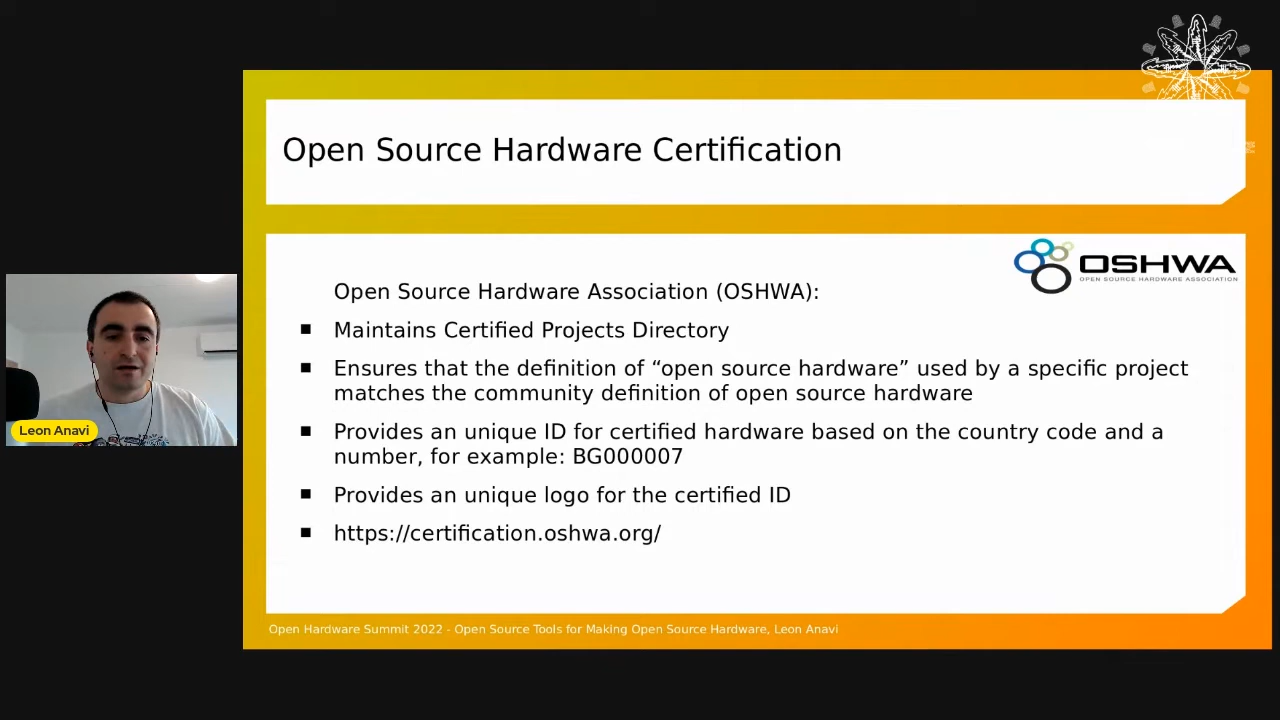 Open Source Hardware Certification
OSHWA
OPEN SOURCE HARDWARE ASSOCIATION
Open Source Hardware Association (OSHWA):
■ Maintains Certified Projects Directory
■ Ensures that the definition of “open source hardware” used by a specific project
matches the community definition of open source hardware
■ Provides an unique ID for certified hardware based on the country code and a
number, for example: BG000007
■ Provides an unique logo for the certified ID
■ https://certification.oshwa.org/
Leon Anavi
Open Hardware Summit 2022 - Open Source Tools for Making Open Source Hardware, Leon Anavi